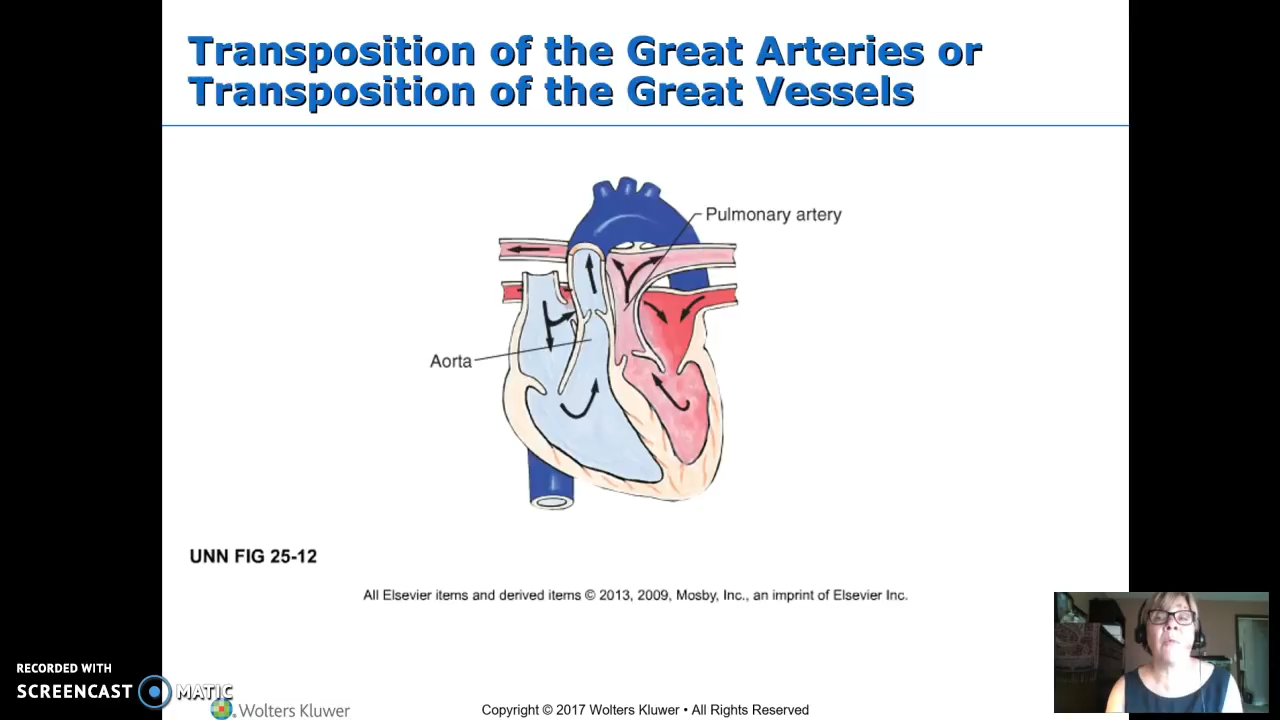 Transposition of the Great Arteries or
Transposition of the Great Vessels
Pulmonary artery
Aorta
UNN FIG 25-12
All Elsevier items and derived items © 2013, 2009, Mosby, Inc., an imprint of Elsevier Inc.
RECORDED WITH
SCREENCAST MATIC
Wolters Kluwer
Copyright © 2017 Wolters Kluwer • All Rights Reserved